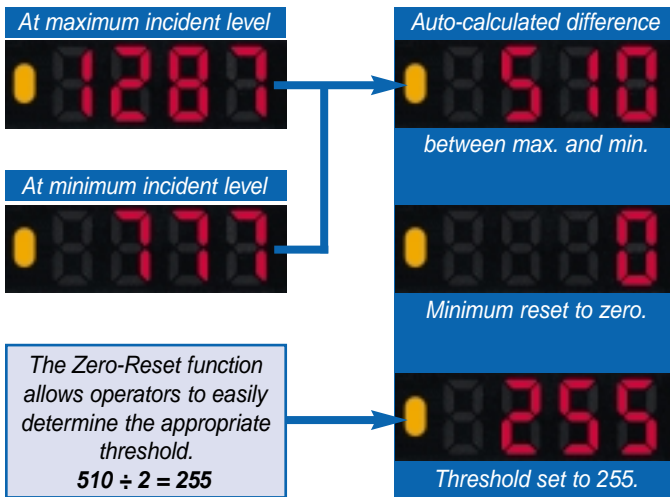 At maximum incident level
1287
At minimum incident level
777
The Zero-Reset function
allows operators to easily
determine the appropriate
threshold.
510 ÷ 2 = 255
Auto-calculated difference
510
between max. and min.
0
Minimum reset to zero.
255
Threshold set to 255.